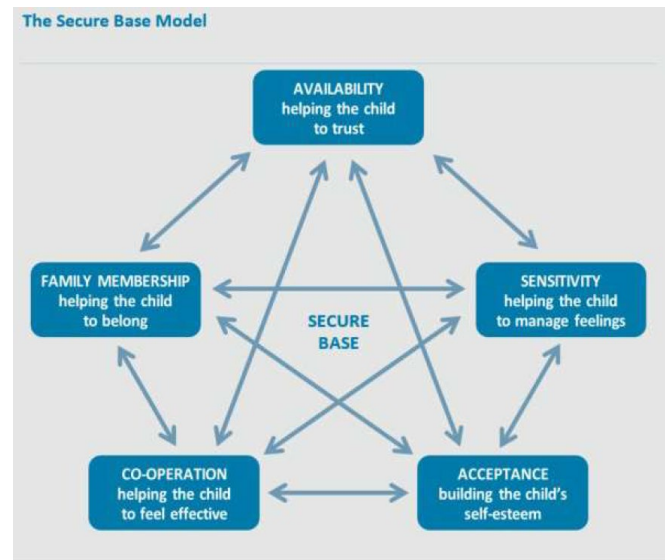 The Secure Base Model
AVAILABILITY
helping the child
to trust
FAMILY MEMBERSHIP
helping the child
to belong
SENSITIVITY
helping the child
to manage feelings
SECURE
BASE
CO-OPERATION
helping the child
to feel effective
ACCEPTANCE
building the child's
self-esteem